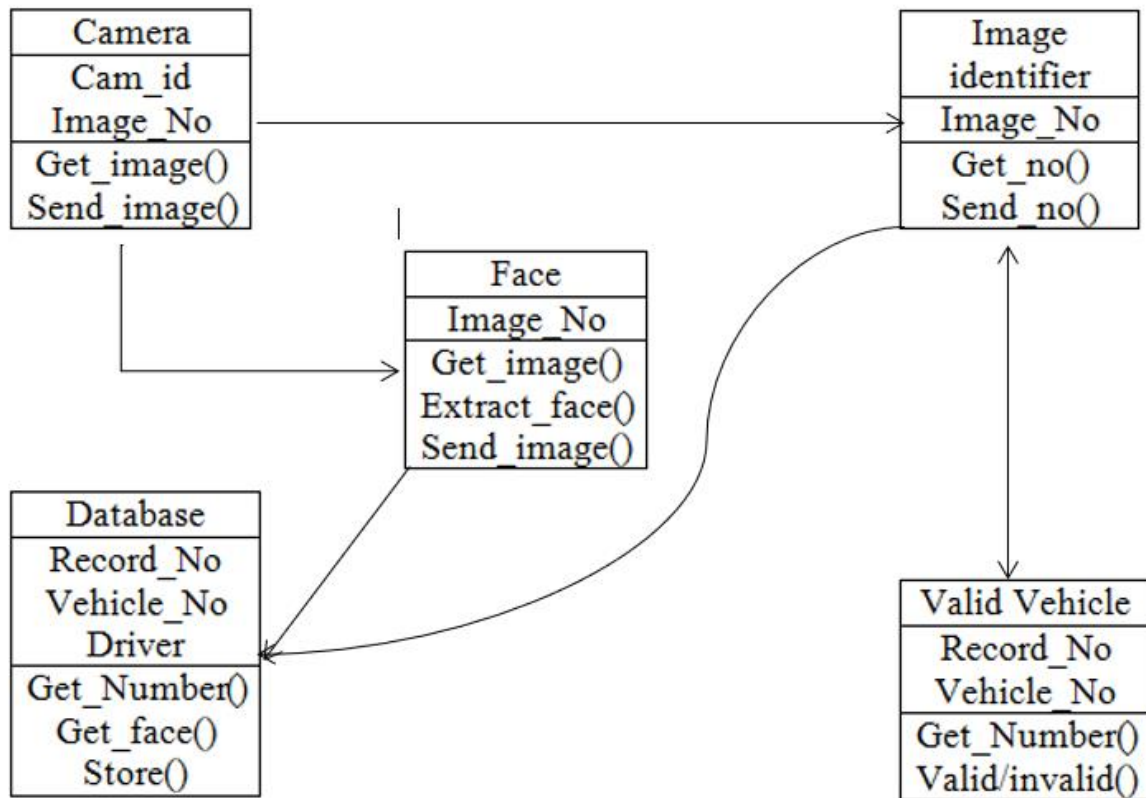 Camera
Cam_id
Image_No
Get_image()
Send_image()
Image
identifier
Image_No
Get_no()
Send_no()
Face
Image_No
Get_image()
Extract_face()
Send_image()
Database
Record_No
Vehicle_No
Driver
Get_Number()
Get_face()
Store()
Valid Vehicle
Record_No
Vehicle_No
Get_Number()
Valid/invalid()